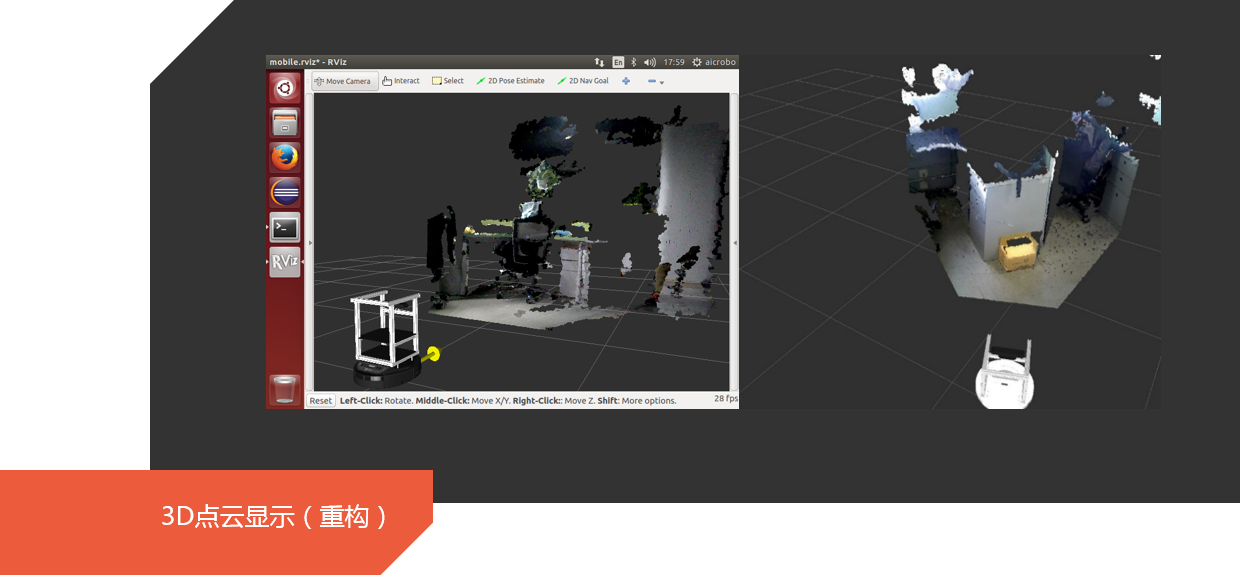 mobile.rviz* - RViz
En
17:59
aicrobo
Move Camera
Interact
Select
2D Pose Estimate
2D Nav Goal
RViz
Reset
Left-Click: Rotate. Middle-Click: Move X/Y. Right-Click:: Move Z. Shift: More options.
28 fps
3D点云显示（重构）